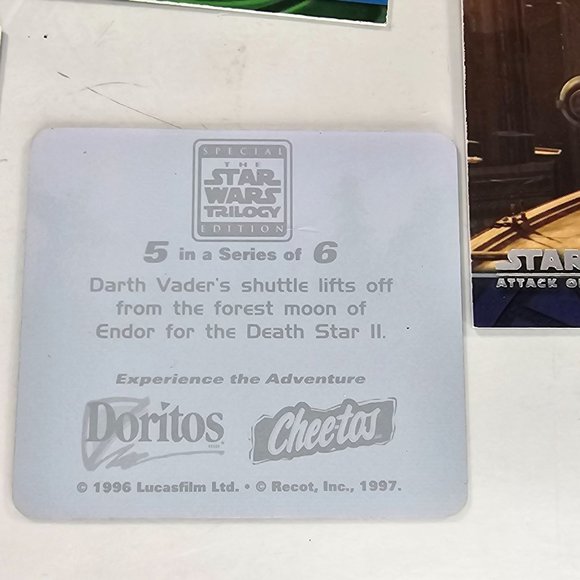 SPECIAL
THE
STAR
WARS
TRILOGY
EDITION
5 in a Series of 6
Darth Vader's shuttle lifts off
from the forest moon of
Endor for the Death Star II.
Experience the Adventure
Doritos
Chee-tos
© 1996 Lucasfilm Ltd. • © Recot, Inc., 1997.
STAR
ATTACK